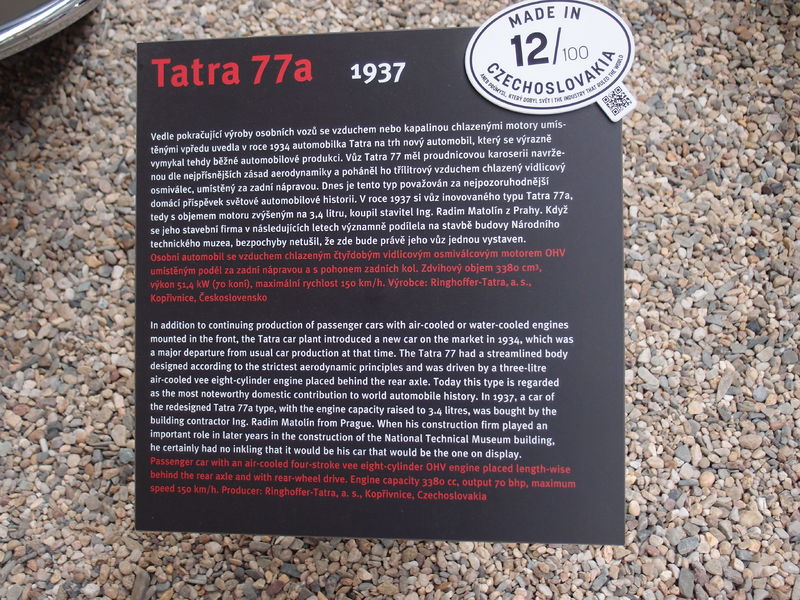 MADE IN
12/100
CZECHOSLOVAKIA
ANEB PRŮMYSL, KTERÝ DOBYL SVĚT | THE INDUSTRY THAT RULED THE WORLD
Tatra 77a 1937
Vedle pokračující výroby osobních vozů se vzduchem nebo kapalinou chlazenými motory umís-
těnými vpředu uvedla v roce 1934 automobilka Tatra na trh nový automobil, který se výrazně
vymykal tehdy běžné automobilové produkci. Vůz Tatra 77 měl proudnicovou karoserii navrže-
nou dle nejpřísnějších zásad aerodynamiky a poháněl ho třílitrový vzduchem chlazený vidlicový
osmiválec, umístěný za zadní nápravou. Dnes je tento typ považován za nejpozoruhodnější
domácí příspěvek světové automobilové historii. V roce 1937 si vůz inovovaného typu Tatra 77a,
tedy s objemem motoru zvýšeným na 3,4 litru, koupil stavitel Ing. Radim Matolín z Prahy. Když
se jeho stavební firma v následujících letech významně podílela na stavbě budovy Národního
technického muzea, bezpochyby netušil, že zde bude právě jeho vůz jednou vystaven.
Osobní automobil se vzduchem chlazeným čtyřdobým vidlicovým osmiválcovým motorem OHV
umístěným podél za zadní nápravou a s pohonem zadních kol. Zdvihový objem 3380 cm3,
výkon 51,4 kW (70 koní), maximální rychlost 150 km/h. Výrobce: Ringhoffer-Tatra, a. s.,
Kopřivnice, Československo
In addition to continuing production of passenger cars with air-cooled or water-cooled engines
mounted in the front, the Tatra car plant introduced a new car on the market in 1934, which was
a major departure from usual car production at that time. The Tatra 77 had a streamlined body
designed according to the strictest aerodynamic principles and was driven by a three-litre
air-cooled vee eight-cylinder engine placed behind the rear axle. Today this type is regarded
as the most noteworthy domestic contribution to world automobile history. In 1937, a car of
the redesigned Tatra 77a type, with the engine capacity raised to 3.4 litres, was bought by the
building contractor Ing. Radim Matolín from Prague. When his construction firm played an
important role in later years in the construction of the National Technical Museum building,
he certainly had no inkling that it would be his car that would be the one on display.
Passenger car with an air-cooled four-stroke vee eight-cylinder OHV engine placed length-wise
behind the rear axle and with rear-wheel drive. Engine capacity 3380 cc, output 70 bhp, maximum
speed 150 km/h. Producer: Ringhoffer-Tatra, a. s., Kopřivnice, Czechoslovakia